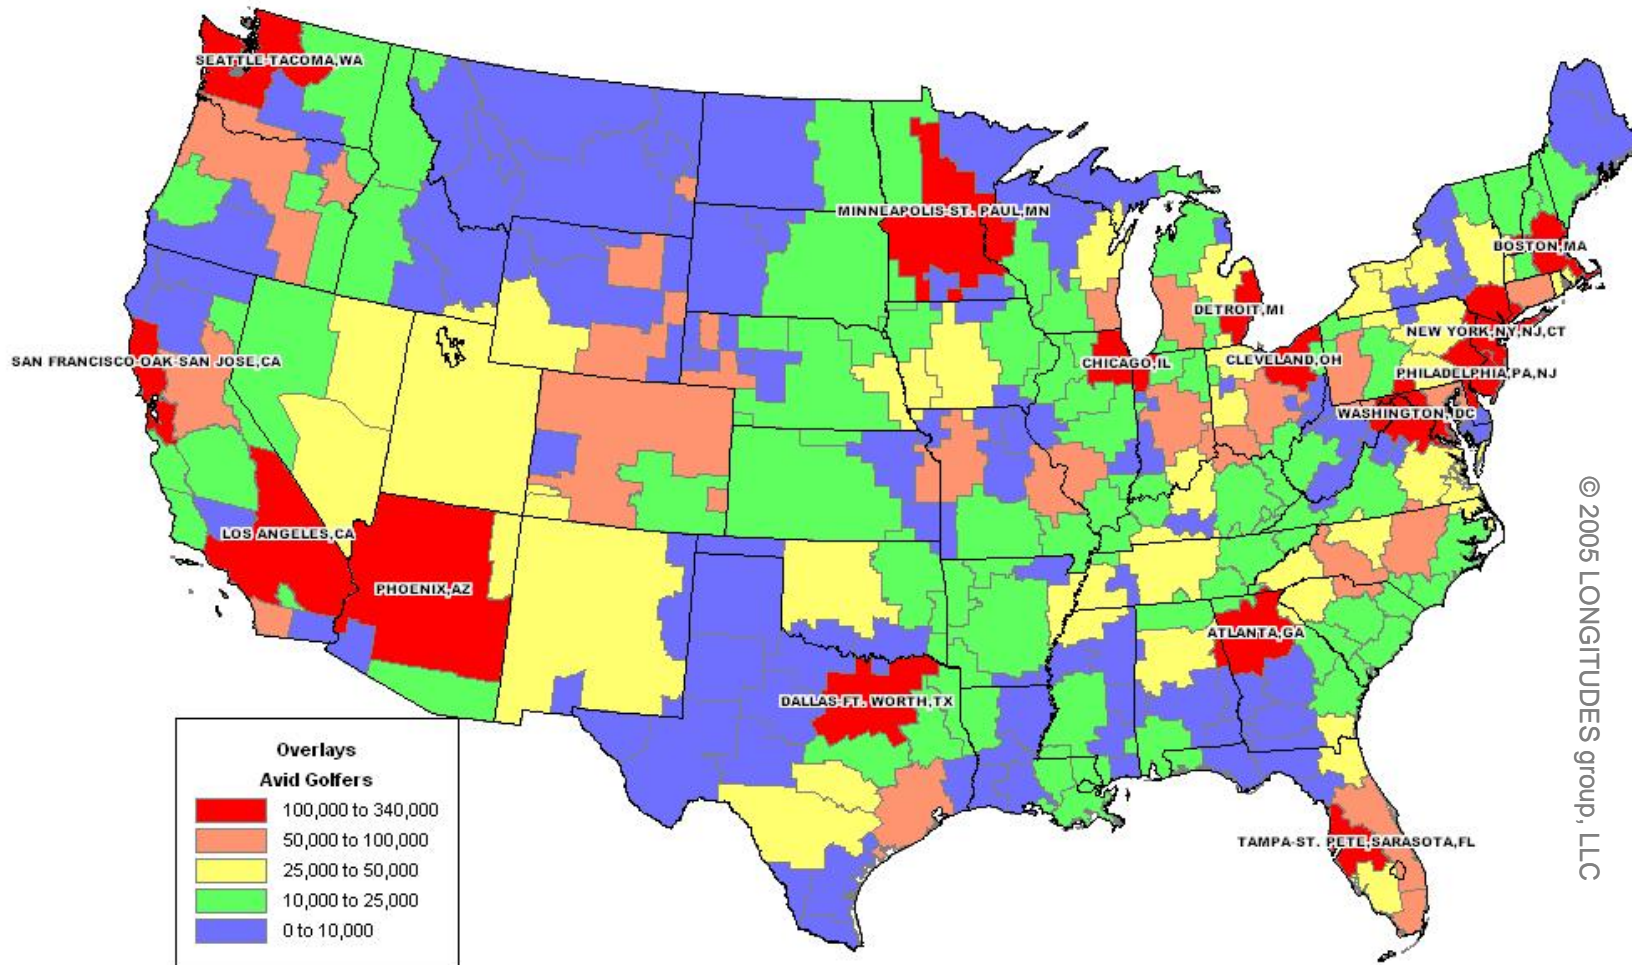 SEATTLE-TACOMA,WA
MINNEAPOLIS-ST. PAUL,MN
BOSTON,MA
DETROIT,MI
NEW YORK,NY,NJ,CT
SAN FRANCISCO-OAK-SAN JOSE,CA
CHICAGO,IL
CLEVELAND,OH
PHILADELPHIA,PA,NJ
WASHINGTON, DC
LOS ANGELES,CA
PHOENIX,AZ
ATLANTA,GA
DALLAS-FT. WORTH,TX
TAMPA-ST. PETE,SARASOTA,FL
Overlays
Avid Golfers
100,000 to 340,000
50,000 to 100,000
25,000 to 50,000
10,000 to 25,000
0 to 10,000
© 2005 LONGITUDES group, LLC